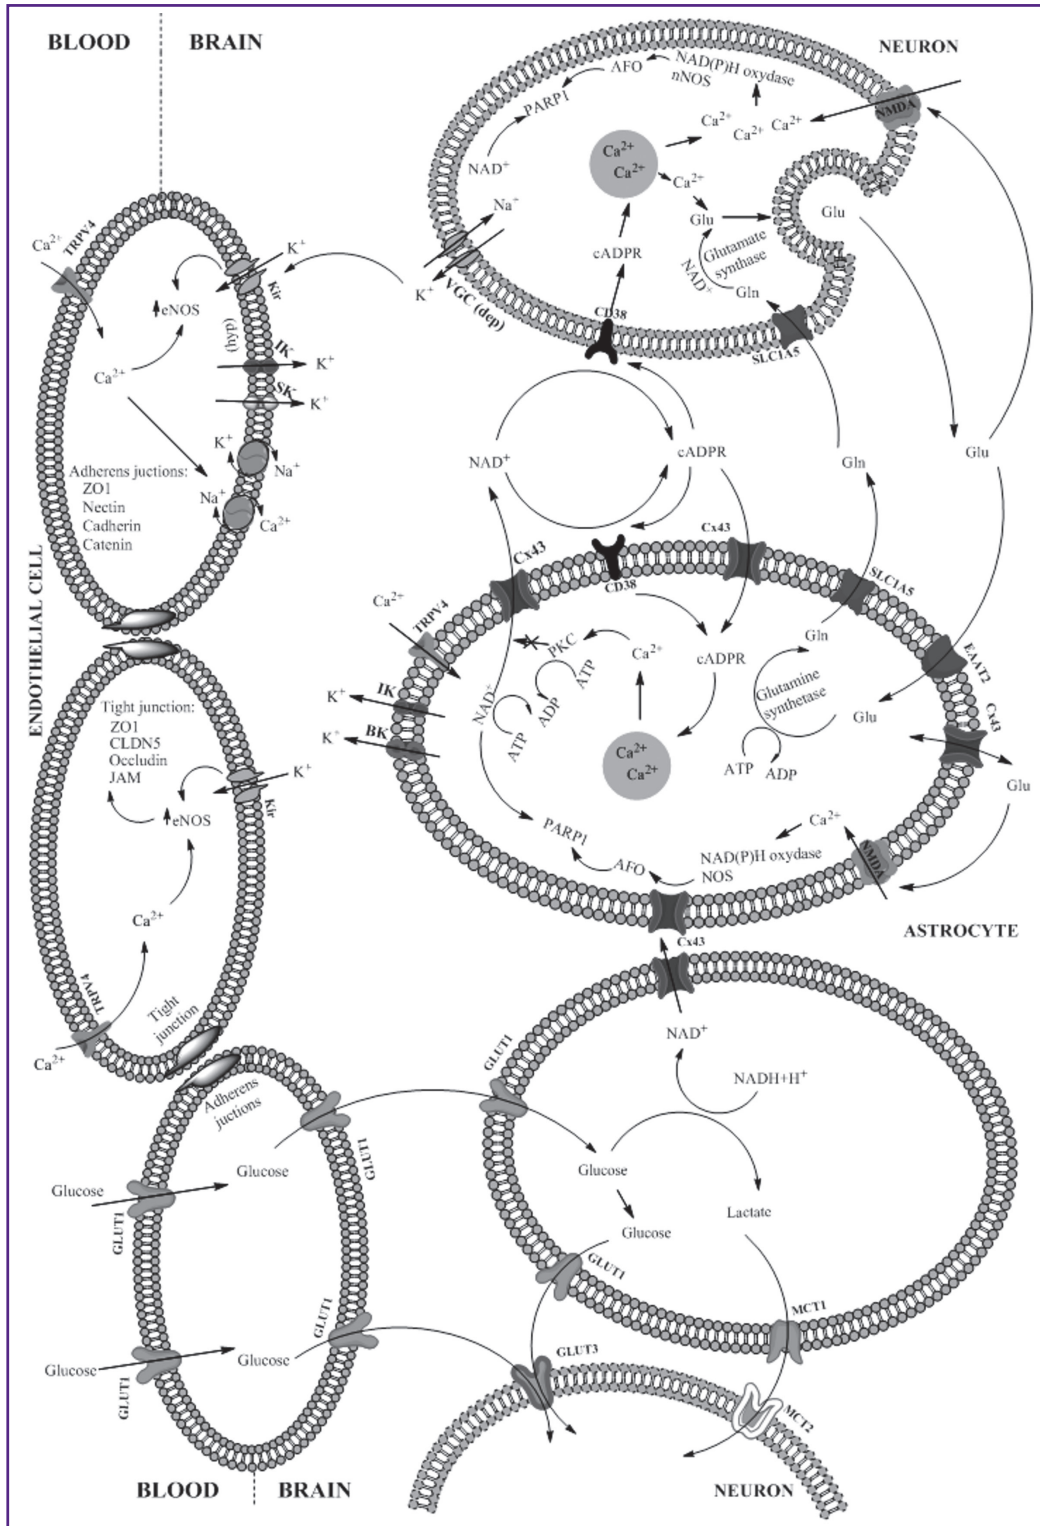 BLOOD
BRAIN
NEURON
NAD(P)H oxydase
nNOS
AFO
PARP1
NAD+
Ca2+
Ca2+
Ca2+
NMDA
Ca2+
Ca2+
Ca2+
Glu
Glu
Glutamate
synthase
NAD+
Gln
cADPR
Na+
K+
VGC (dep)
CD38
SLC1A5
TRPV4
Ca2+
K+
Kir
eNOS
(hyp)
IK
K+
SK
K+
Ca2+
K+
Na+
Na+
Ca2+
Adherens juctions:
ZO1
Nectin
Cadherin
Catenin
ENDOTHELIAL CELL
NAD+
cADPR
Gln
Glu
Cx43
Cx43
CD38
SLC1A5
EAAT2
Cx43
Ca2+
TRPV4
K+
IK
K+
BK
NAD+
PKC
ATP
ADP
ATP
Ca2+
cADPR
Gln
Glutamine
synthetase
Glu
ATP
ADP
Ca2+
Ca2+
Glu
PARP1
AFO
NAD(P)H oxydase
NOS
Ca2+
NMDA
Cx43
ASTROCYTE
Tight junction:
ZO1
CLDN5
Occludin
JAM
K+
Kir
eNOS
Ca2+
TRPV4
Ca2+
Tight
junction
Adherens
juctions
GLUT1
NAD+
NADH+H+
Glucose
Glucose
Lactate
GLUT1
MCT1
Glucose
GLUT1
Glucose
GLUT1
Glucose
GLUT1
Glucose
GLUT1
GLUT3
MCT2
BLOOD
BRAIN
NEURON